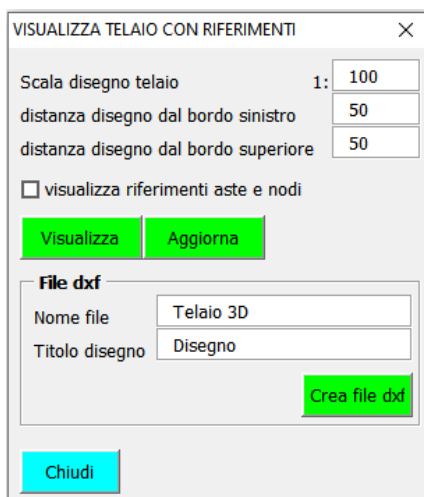 VISUALIZZA TELAIO CON RIFERIMENTI
Scala disegno telaio 1: 100
distanza disegno dal bordo sinistro 50
distanza disegno dal bordo superiore 50
visualizza riferimenti aste e nodi
Visualizza Aggiorna
File dxf
Nome file Telaio 3D
Titolo disegno Disegno
Crea file dxf
Chiudi